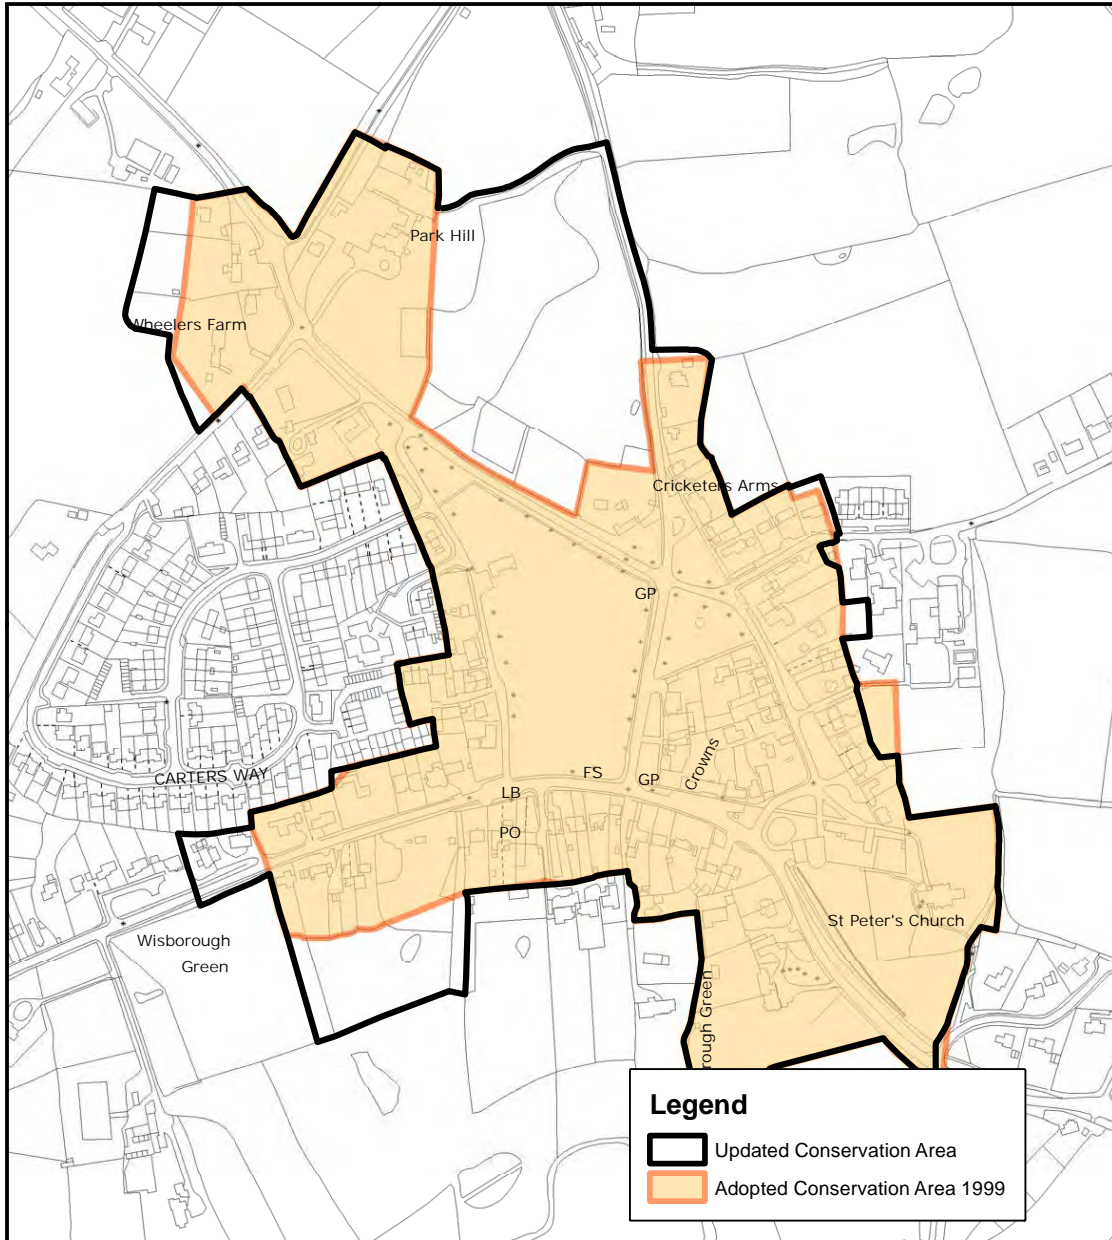 Park Hill
Wheelers Farm
Cricketers Arms
GP
Crowns
CARTERS WAY
FS
GP
LB
PO
St Peter's Church
Wisborough
Green
rough Green
Legend
Updated Conservation Area
Adopted Conservation Area 1999